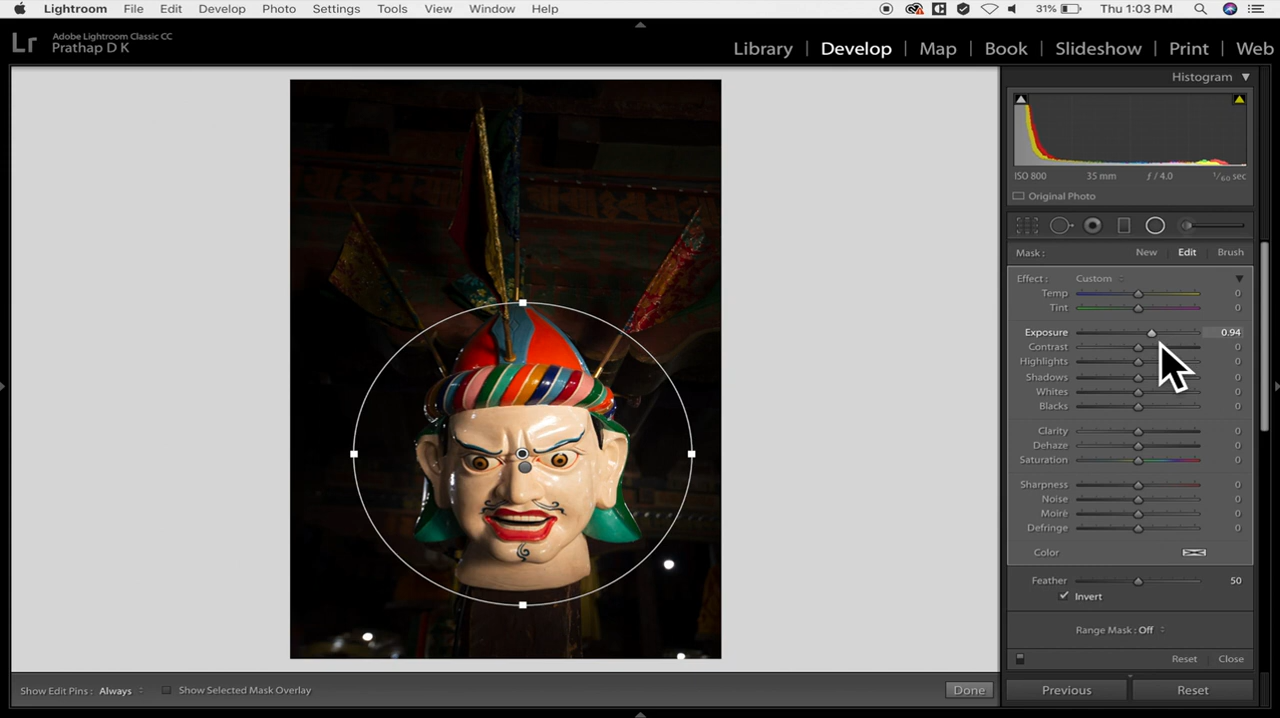 Lightroom File Edit Develop Photo Settings Tools View Window Help 31% Thu 1:03 PM
Lr Adobe Lightroom Classic CC
Prathap D K
Library | Develop | Map | Book | Slideshow | Print | Web
Histogram
ISO 800 35 mm f / 4.0 1/60 sec
Original Photo
Mask : New Edit Brush
Effect : Custom
Temp 0
Tint 0
Exposure 0.94
Contrast 0
Highlights 0
Shadows 0
Whites 0
Blacks 0
Clarity 0
Dehaze 0
Saturation 0
Sharpness 0
Noise 0
Moiré 0
Defringe 0
Color
Feather 50
Invert
Range Mask : Off
Reset Close
Show Edit Pins : Always Show Selected Mask Overlay Done Previous Reset